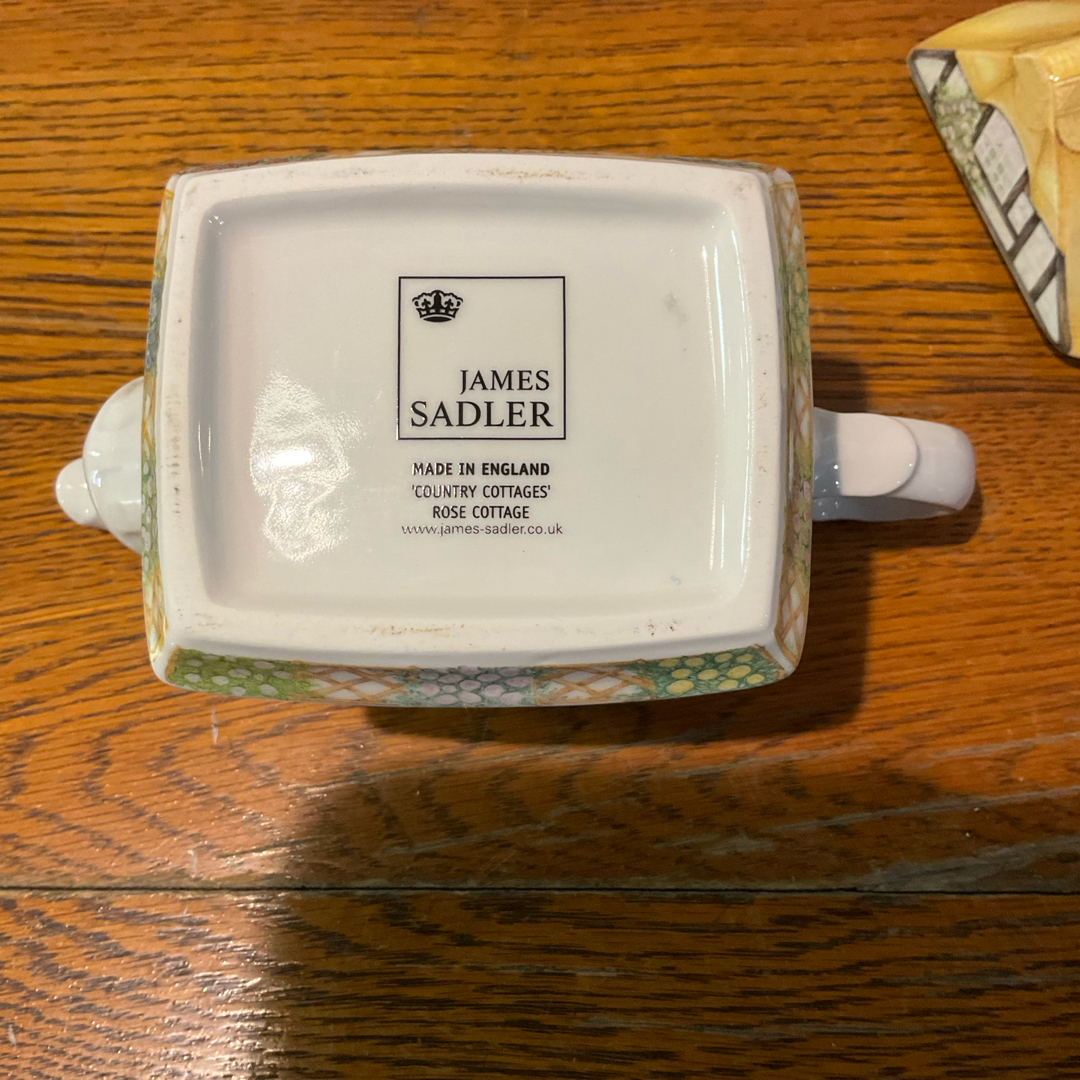 JAMES
SADLER
MADE IN ENGLAND
'COUNTRY COTTAGES'
ROSE COTTAGE
www.james-sadler.co.uk